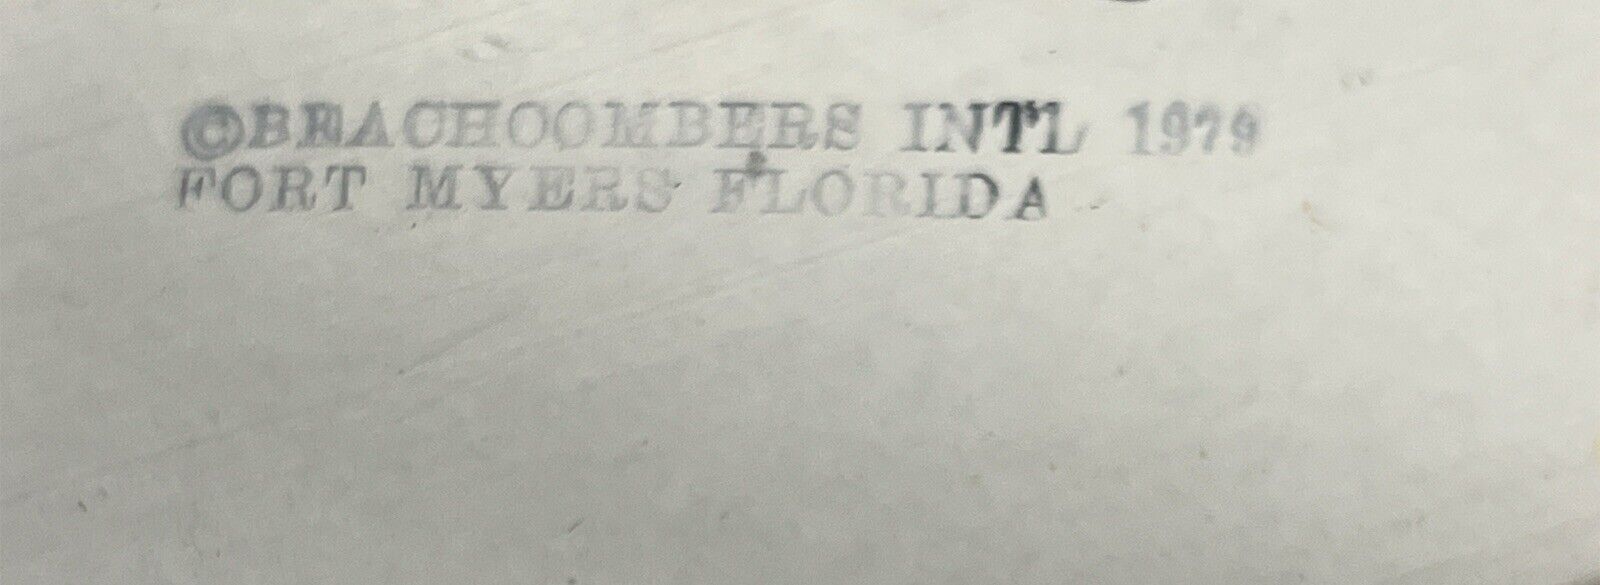 ©BEACHCOMBERS INTL 1979
FORT MYERS FLORIDA